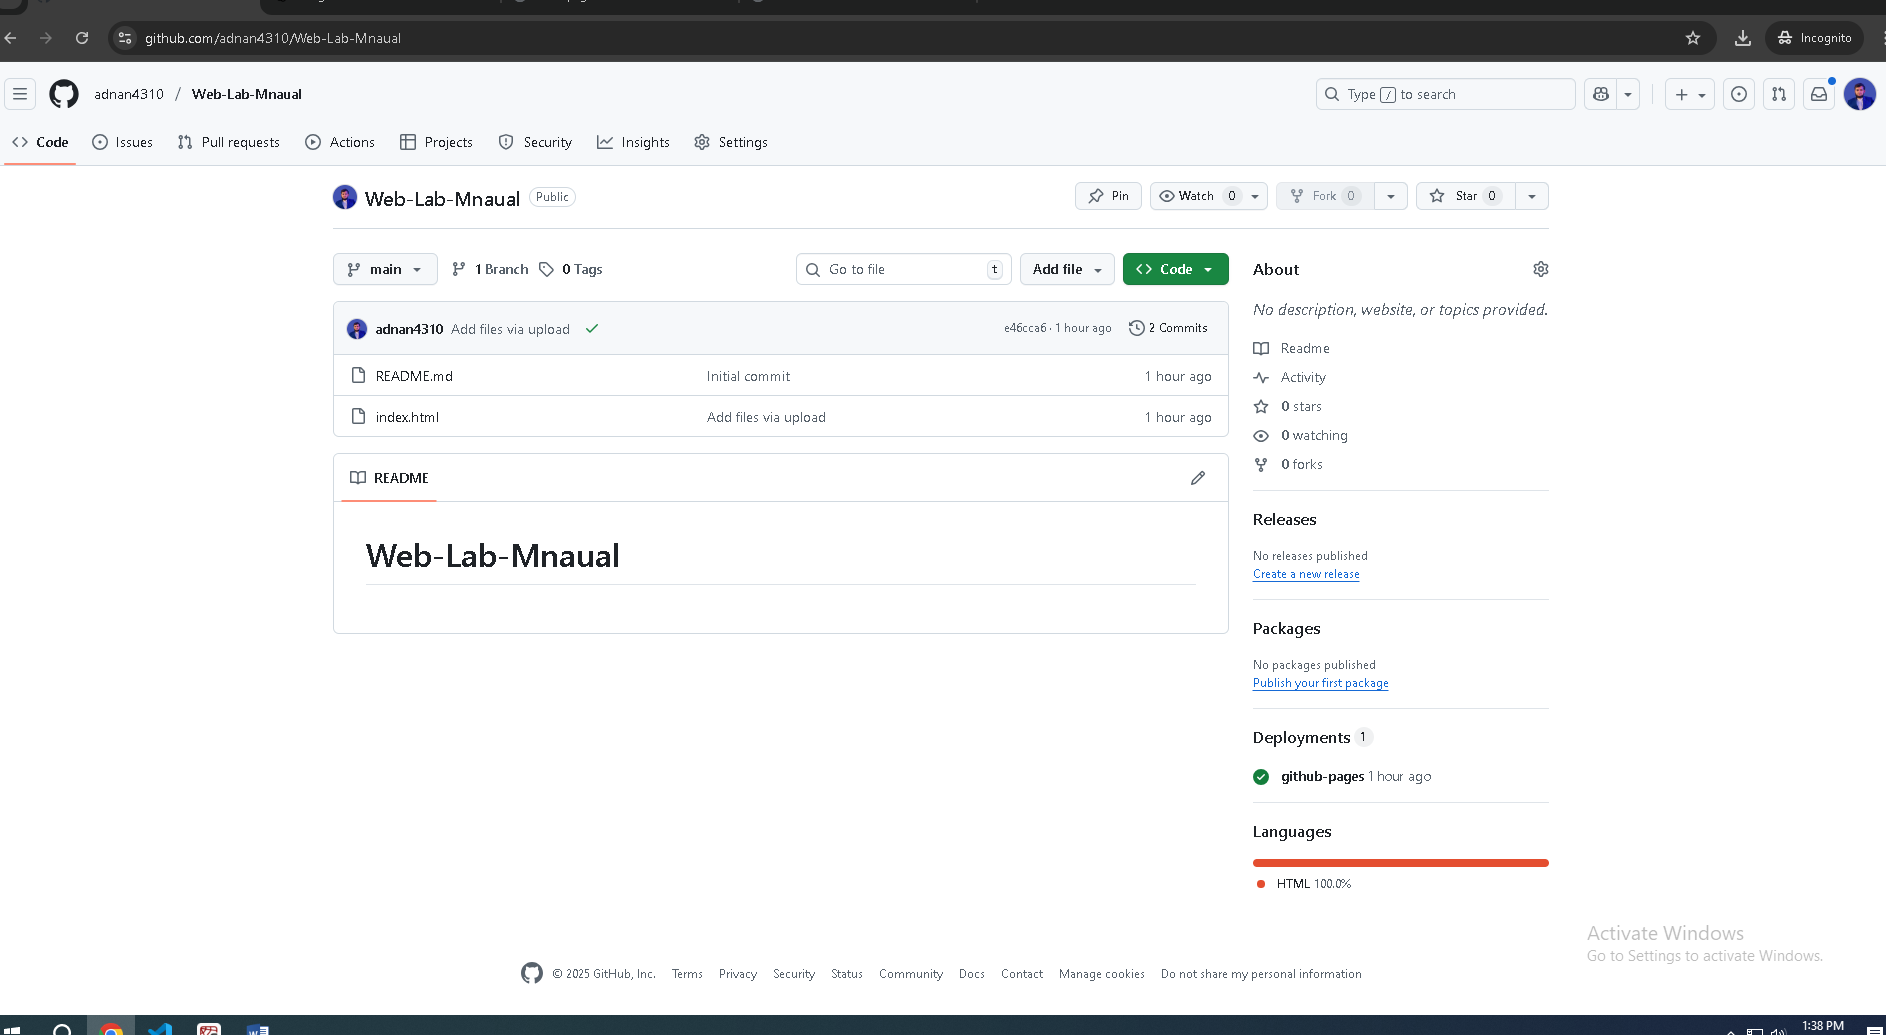 github.com/adnan4310/Web-Lab-Mnaual
Incognito
adnan4310 / Web-Lab-Mnaual
Type / to search
Code Issues Pull requests Actions Projects Security Insights Settings
Web-Lab-Mnaual Public
Pin Watch 0 Fork 0 Star 0
main 1 Branch 0 Tags
Go to file t Add file Code
adnan4310 Add files via upload
e46cca6 · 1 hour ago 2 Commits
README.md Initial commit 1 hour ago
index.html Add files via upload 1 hour ago
README
Web-Lab-Mnaual
About
No description, website, or topics provided.
Readme
Activity
0 stars
0 watching
0 forks
Releases
No releases published
Create a new release
Packages
No packages published
Publish your first package
Deployments 1
github-pages 1 hour ago
Languages
HTML 100.0%
Activate Windows
Go to Settings to activate Windows.
© 2025 GitHub, Inc. Terms Privacy Security Status Community Docs Contact Manage cookies Do not share my personal information
1:38 PM